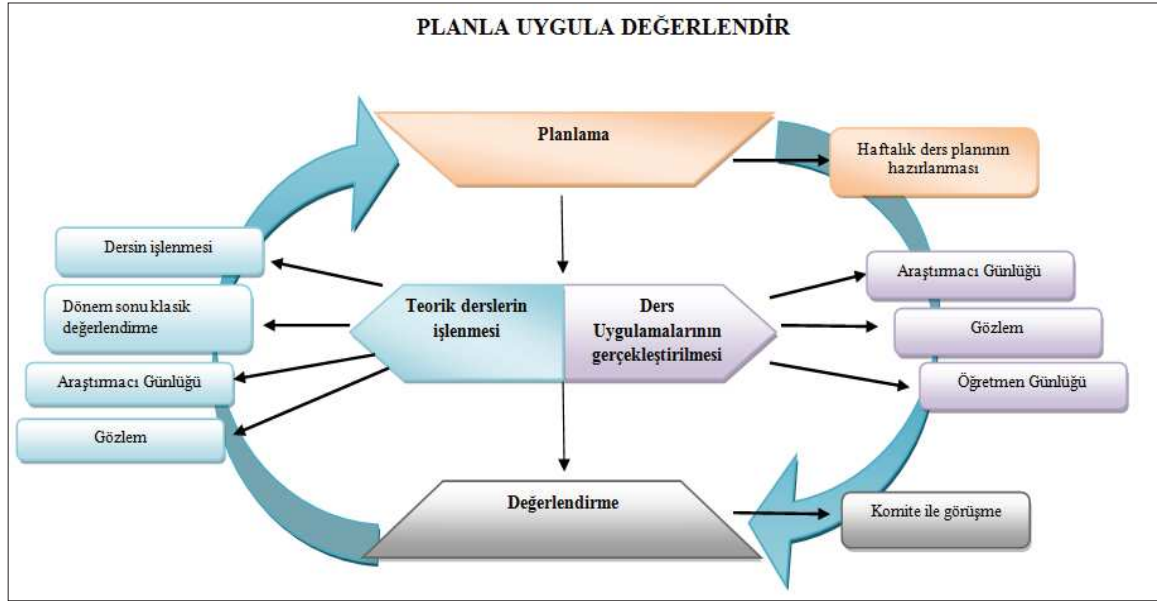 PLANLA UYGULA DEĞERLENDİR
Planlama
Haftalık ders planının
hazırlanması
Dersin işlenmesi
Dönem sonu klasik
değerlendirme
Araştırmacı Günlüğü
Gözlem
Teorik derslerin
işlenmesi
Ders
Uygulamalarının
gerçekleştirilmesi
Araştırmacı Günlüğü
Gözlem
Öğretmen Günlüğü
Değerlendirme
Komite ile görüşme